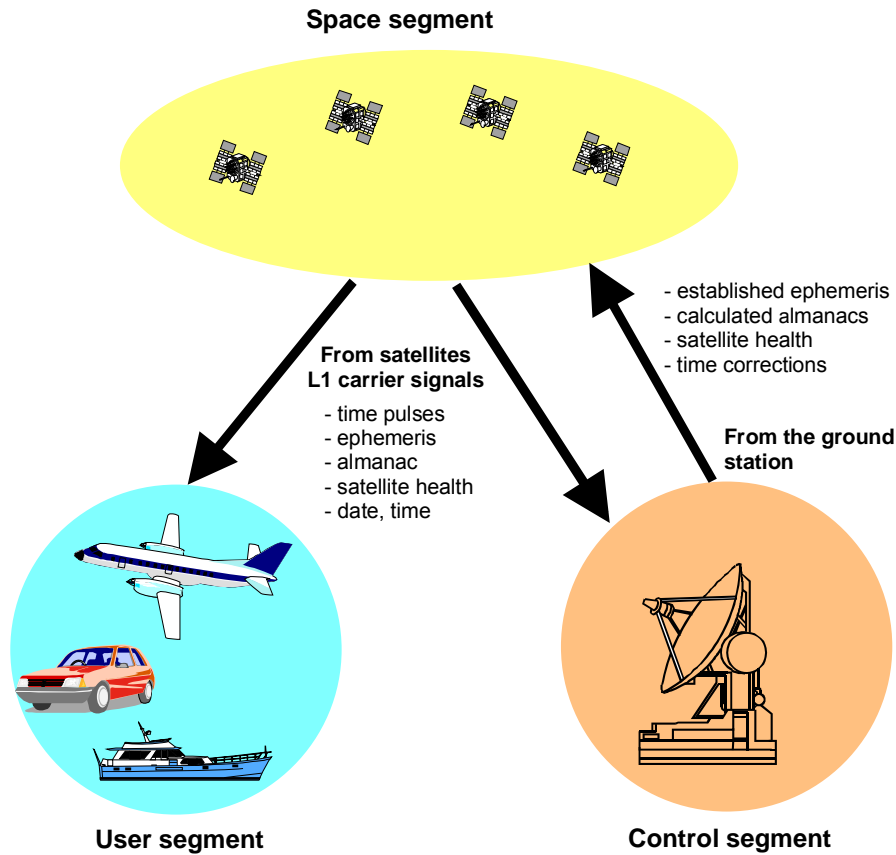 Space segment
- established ephemeris
- calculated almanacs
- satellite health
- time corrections
From satellites
L1 carrier signals
- time pulses
- ephemeris
- almanac
- satellite health
- date, time
From the ground
station
User segment
Control segment